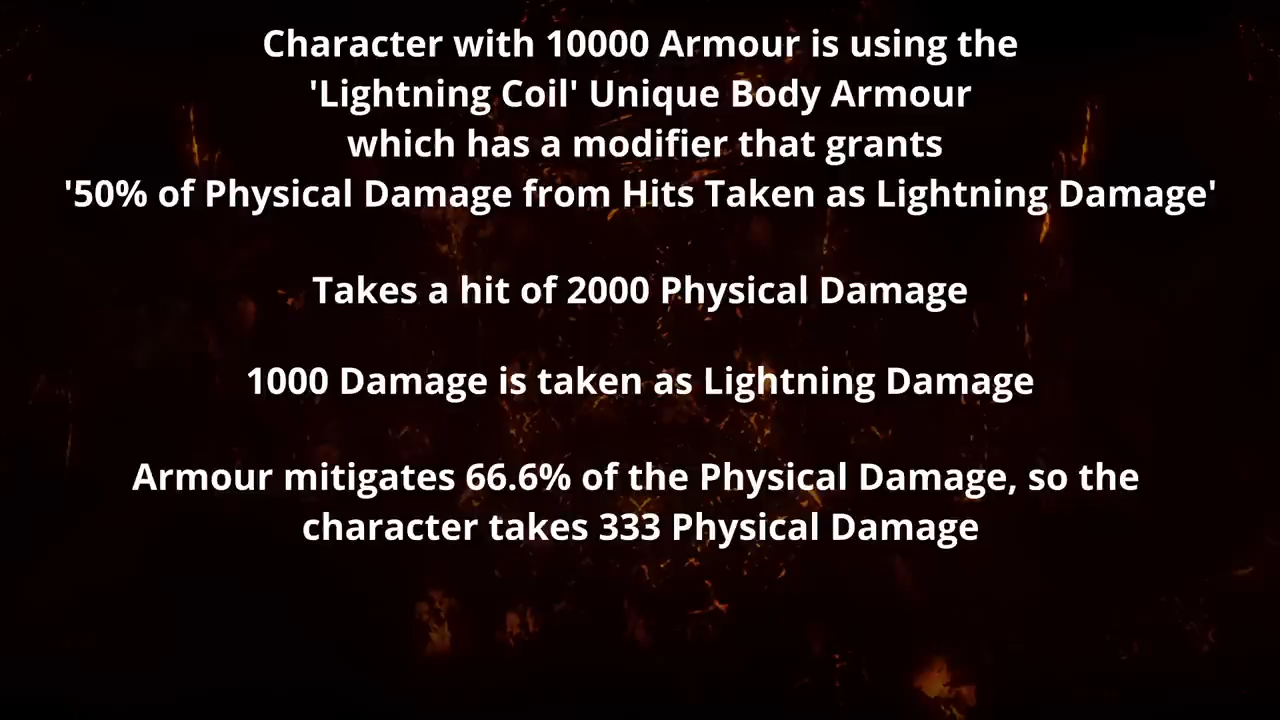 Character with 10000 Armour is using the
'Lightning Coil' Unique Body Armour
which has a modifier that grants
'50% of Physical Damage from Hits Taken as Lightning Damage'
Takes a hit of 2000 Physical Damage
1000 Damage is taken as Lightning Damage
Armour mitigates 66.6% of the Physical Damage, so the
character takes 333 Physical Damage